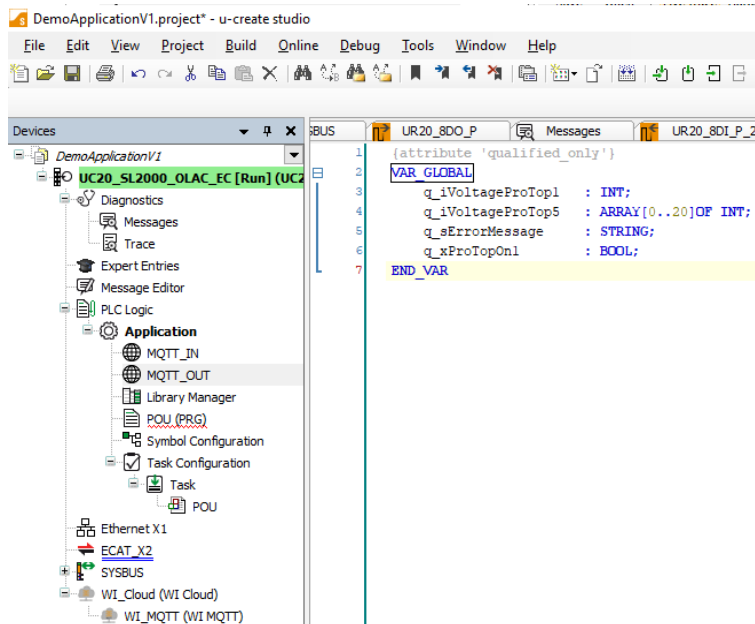 DemoApplicationV1.project* - u-create studio
File Edit View Project Build Online Debug Tools Window Help
Devices
DemoApplicationV1
UC20_SL2000_OLAC_EC [Run] (UC2
Diagnostics
Messages
Trace
Expert Entries
Message Editor
PLC Logic
Application
MQTT_IN
MQTT_OUT
Library Manager
POU (PRG)
Symbol Configuration
Task Configuration
Task
POU
Ethernet X1
ECAT_X2
SYSBUS
WI_Cloud (WI Cloud)
WI_MQTT (WI MQTT)
SBUS UR20_8DO_P Messages UR20_8DI_P_2
1 {attribute 'qualified_only'}
2 VAR_GLOBAL
3 q_iVoltageProTop1 : INT;
4 q_iVoltageProTop5 : ARRAY[0..20]OF INT;
5 q_sErrorMessage : STRING;
6 q_xProTopOn1 : BOOL;
7 END_VAR